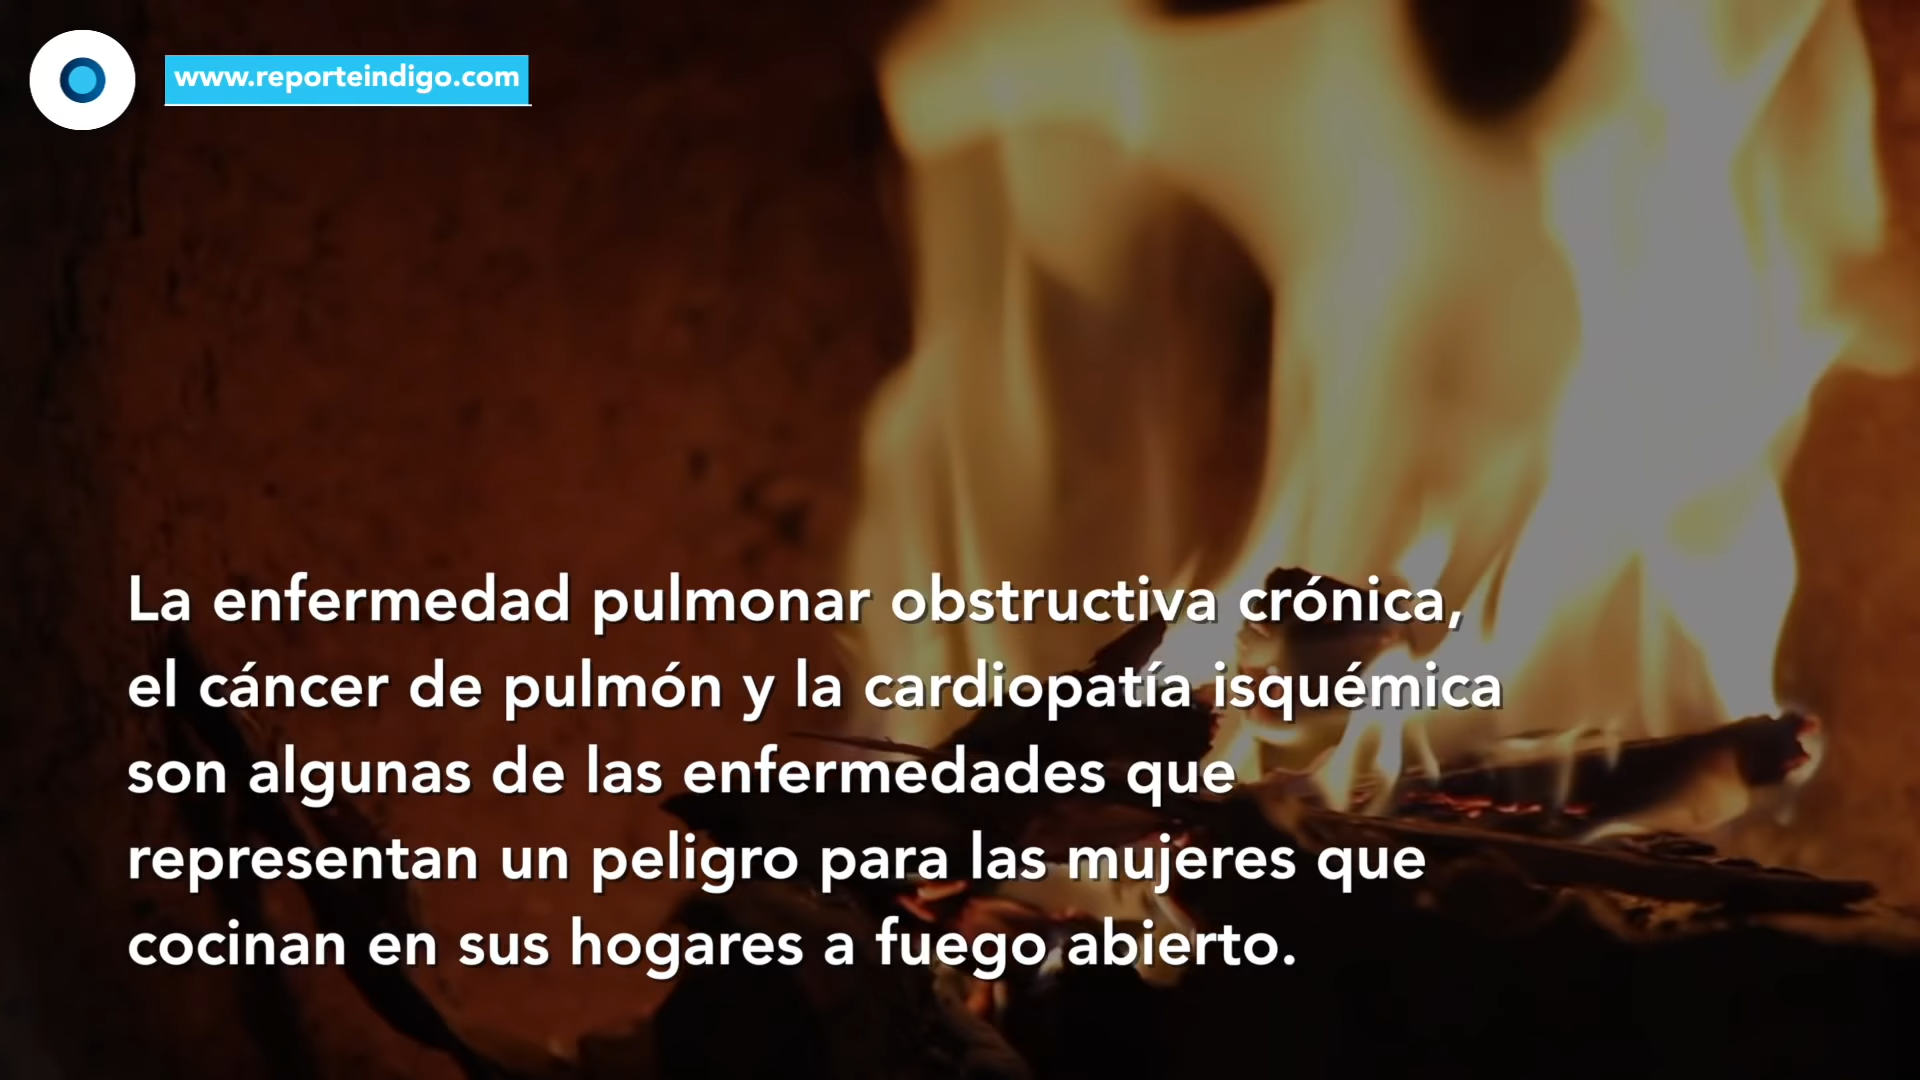 www.reporteindigo.com
La enfermedad pulmonar obstructiva crónica,
el cáncer de pulmón y la cardiopatía isquémica
son algunas de las enfermedades que
representan un peligro para las mujeres que
cocinan en sus hogares a fuego abierto.